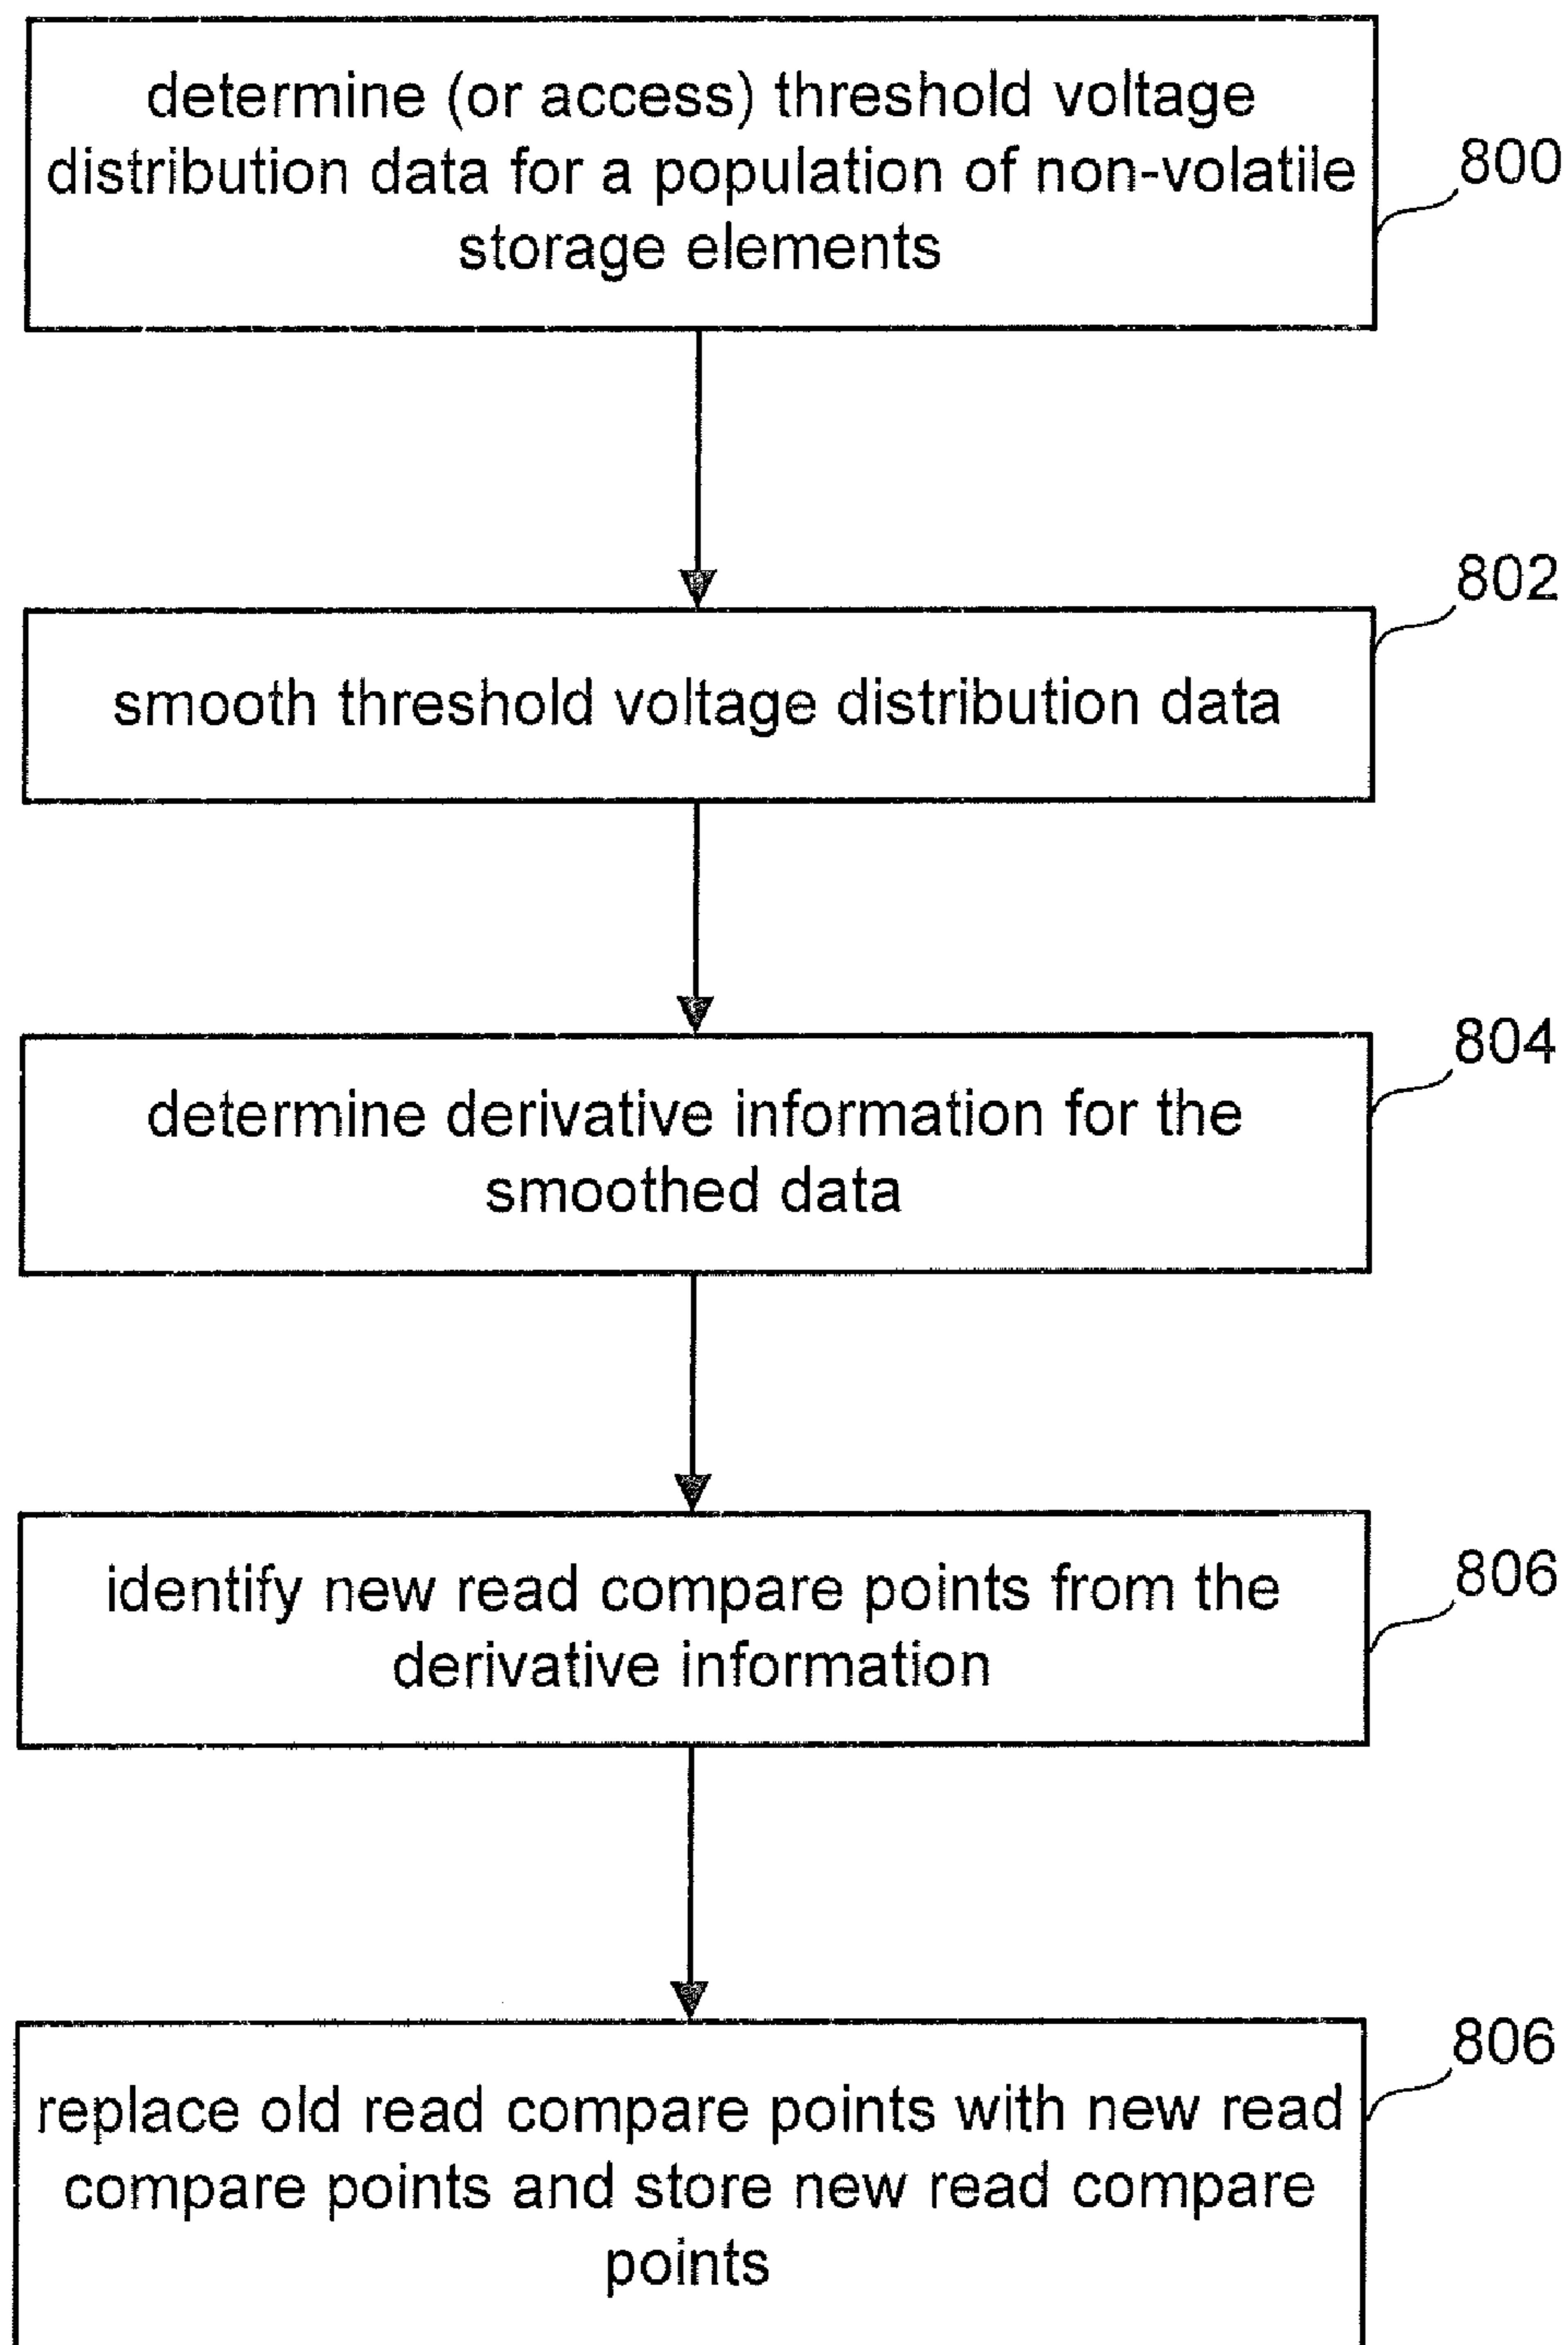 determine (or access) threshold voltage
distribution data for a population of non-volatile
storage elements
800
802
smooth threshold voltage distribution data
804
determine derivative information for the
smoothed data
806
identify new read compare points from the
derivative information
806
replace old read compare points with new read
compare points and store new read compare
points